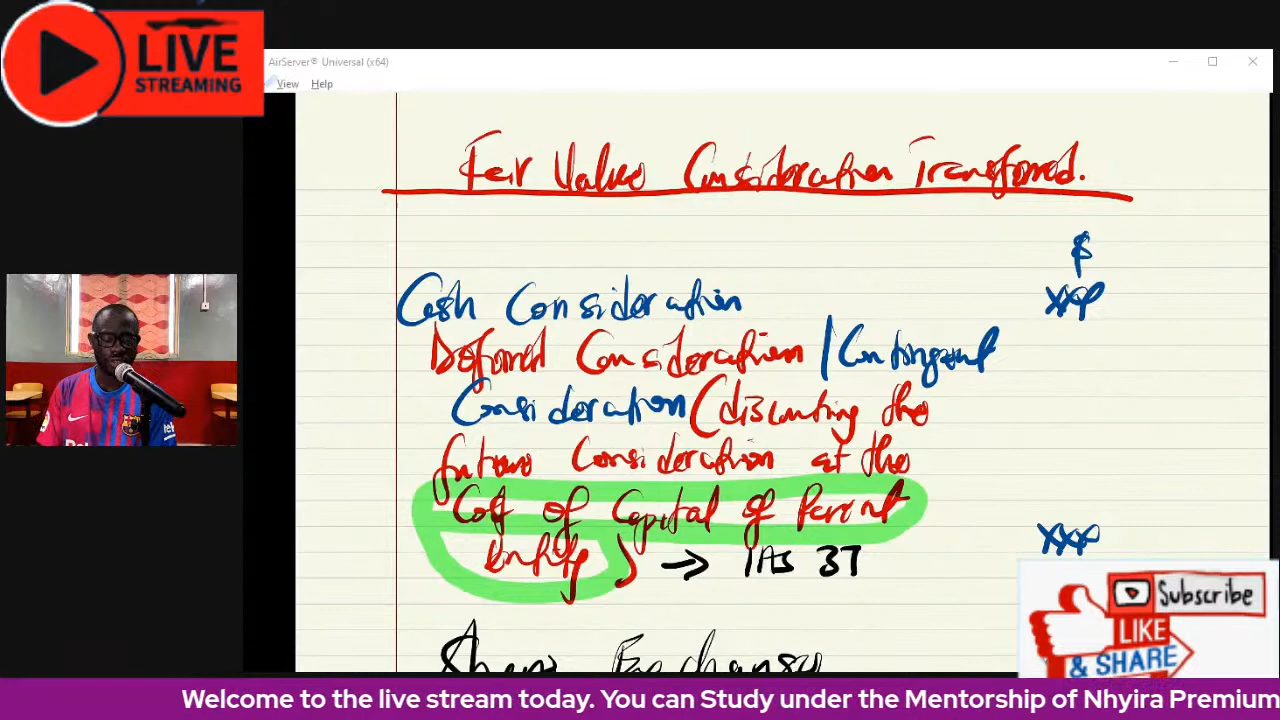 LIVE
STREAMING
AirServer® Universal (x64)
View Help
Fair Value Consideration Transferred.
$
Cash Consideration xxx
Deferred Consideration / Contingent
Consideration (discounting the
future Consideration at the
Cost of Capital of Parent
Entity) → IAS 37 xxx
Share Exchange
Subscribe
LIKE
& SHARE
Welcome to the live stream today. You can Study under the Mentorship of Nhyira Premium